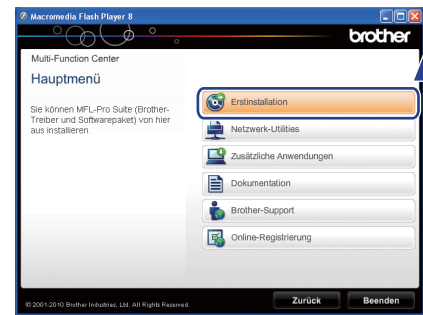 Macromedia Flash Player 8
brother
Multi-Function Center
Hauptmenü
Sie können MFL-Pro Suite (Brother-
Treiber und Softwarepaket) von hier
aus installieren.
Erstinstallation
Netzwerk-Utilities
Zusätzliche Anwendungen
Dokumentation
Brother-Support
Online-Registrierung
© 2001-2010 Brother Industries, Ltd. All Rights Reserved.
Zurück
Beenden